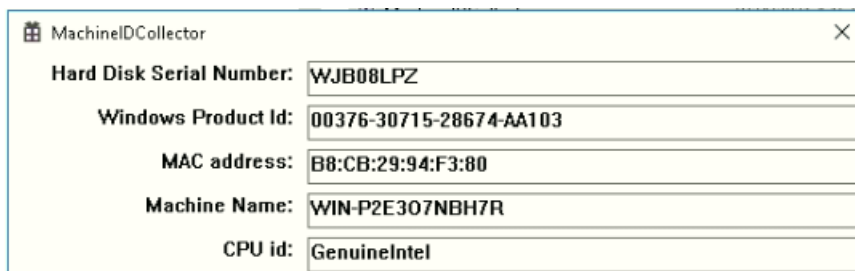 MachineIDCollector
Hard Disk Serial Number: WJB08LPZ
Windows Product Id: 00376-30715-28674-AA103
MAC address: B8:CB:29:94:F3:80
Machine Name: WIN-P2E3O7NBH7R
CPU id: GenuineIntel